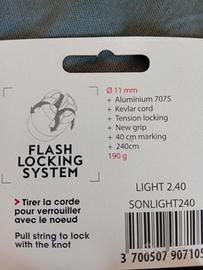 Ø 11 mm
+ Aluminium 7075
+ Kevlar cord
+ Tension locking
+ New grip
+ 40 cm marking
+ 240cm
190 g
FLASH
LOCKING
SYSTEM
> Tirer la corde
pour verrouiller
avec le noeud
Pull string to lock
with the knot
LIGHT 2.40
SONLIGHT240
3 700507 907105